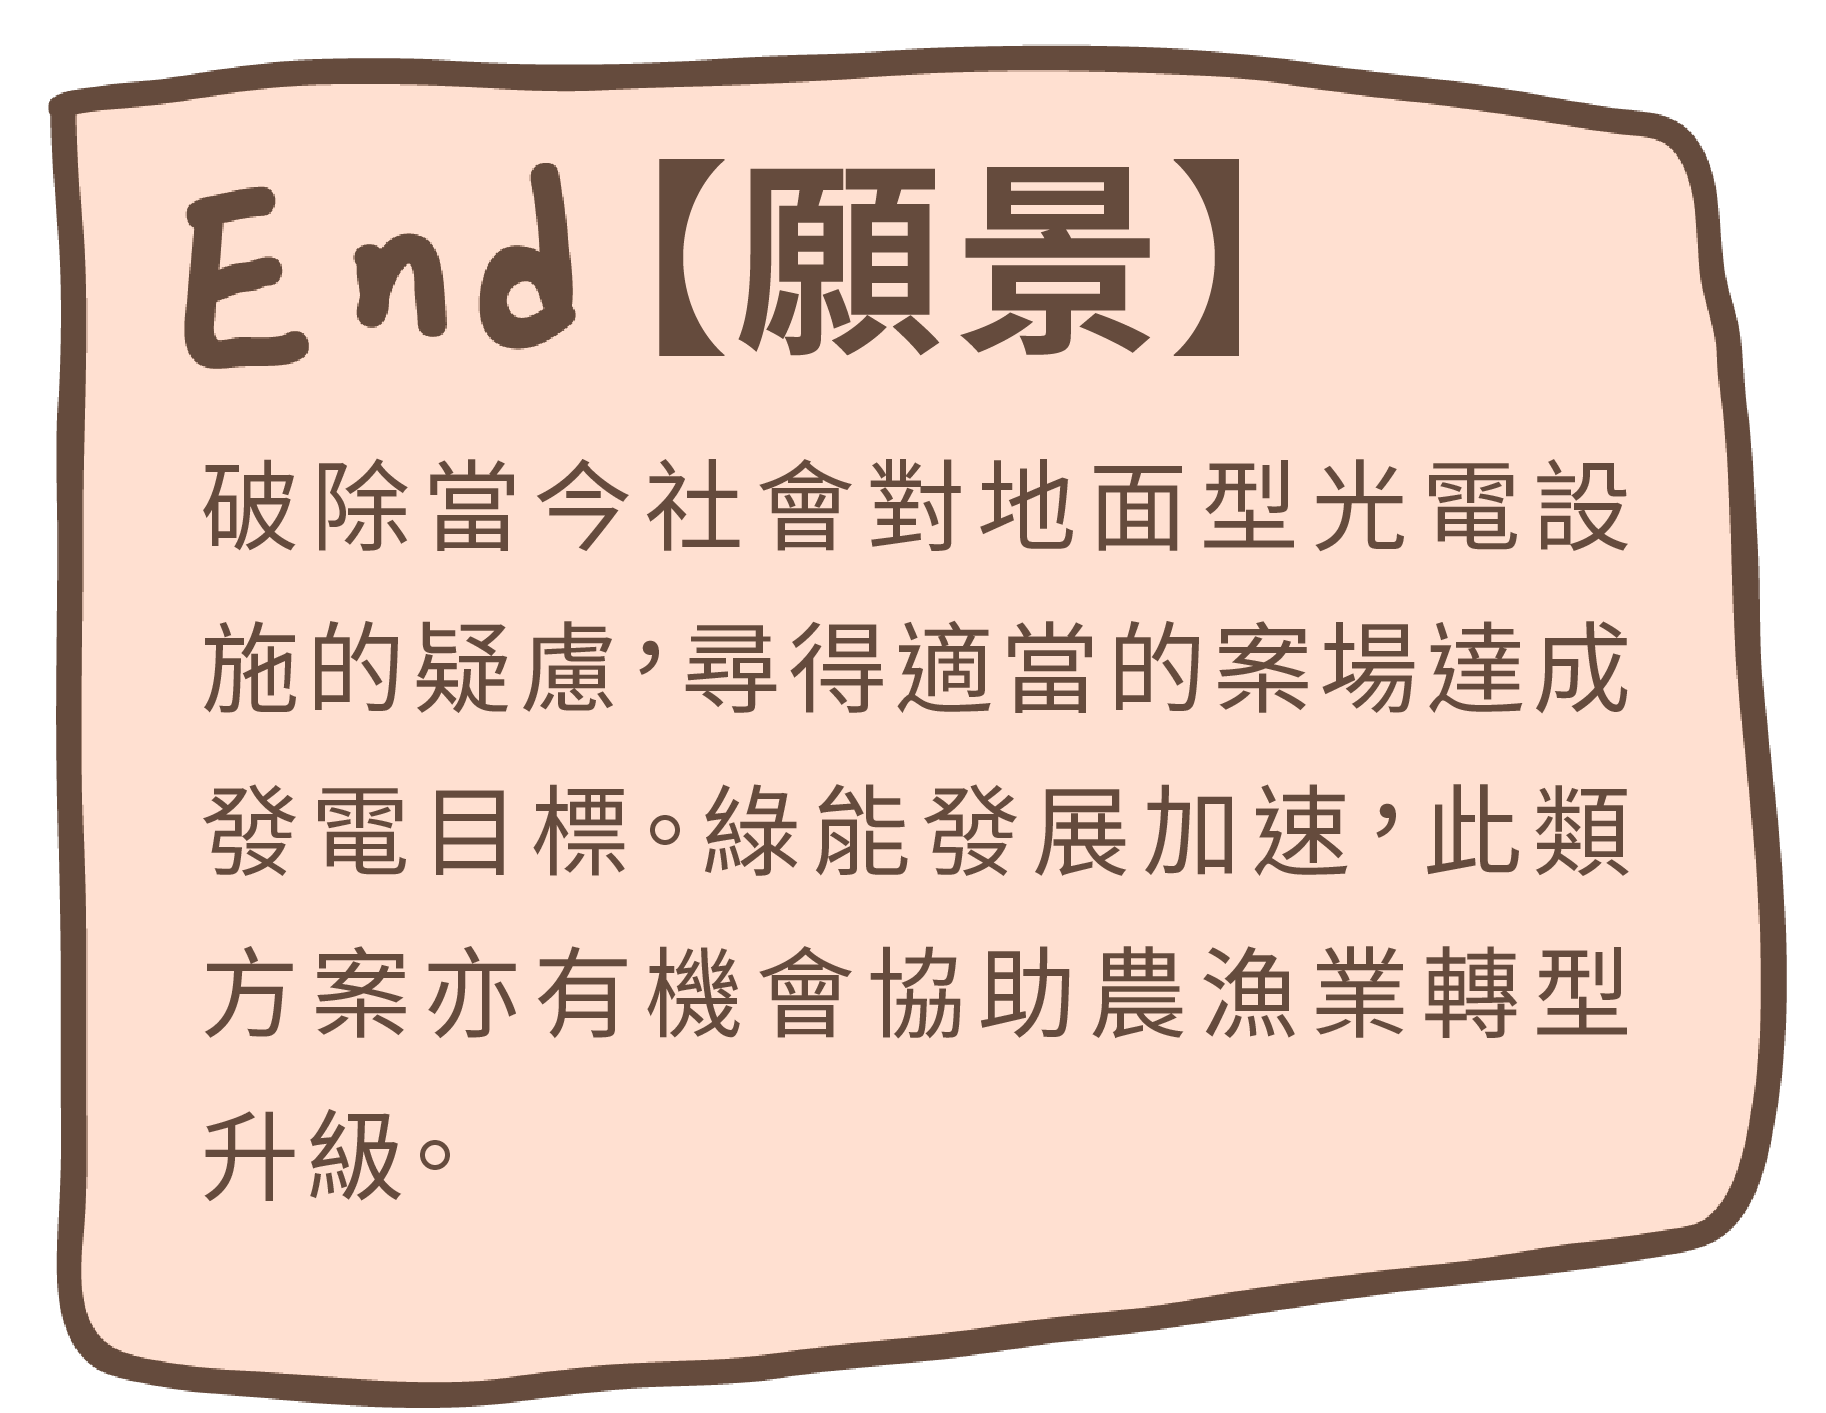 End【願景】
破除當今社會對地面型光電設
施的疑慮，尋得適當的案場達成
發電目標。綠能發展加速，此類
方案亦有機會協助農漁業轉型
升級。